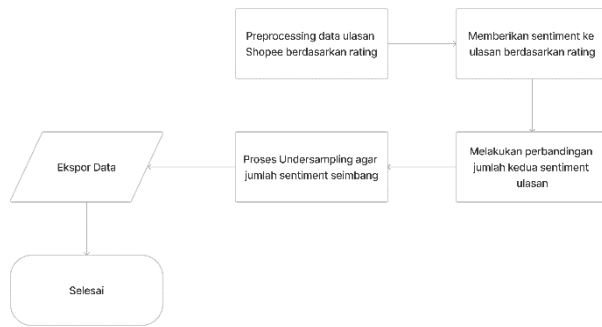 Preprocessing data ulasan
Shopee berdasarkan rating
Memberikan sentiment ke
ulasan berdasarkan rating
Melakukan perbandingan
jumlah kedua sentiment
ulasan
Proses Undersampling agar
jumlah sentiment seimbang
Ekspor Data
Selesai